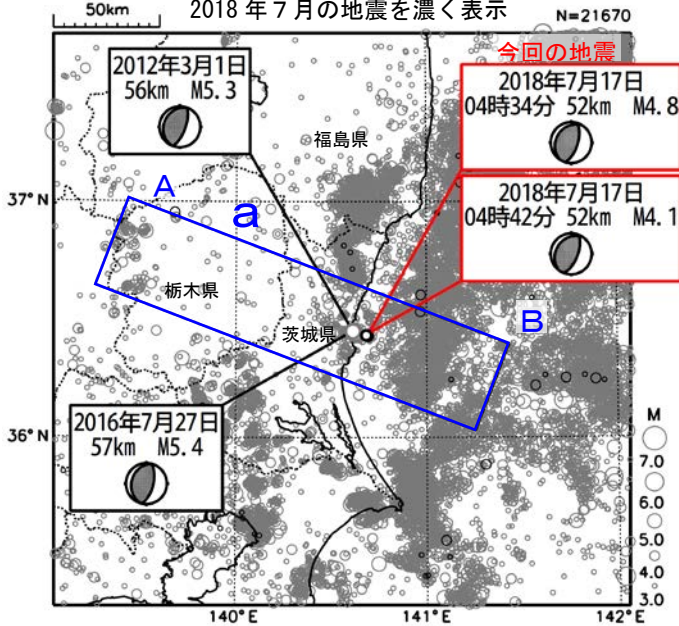 2018年7月の地震を濃く表示
50km
N=21670
今回の地震
2012年3月1日
56km M5.3
2018年7月17日
04時34分 52km M4.8
福島県
2018年7月17日
04時42分 52km M4.1
37°N
A
a
栃木県
茨城県
B
2016年7月27日
57km M5.4
36°N
M
7.0
6.0
5.0
4.0
3.0
140°E
141°E
142°E